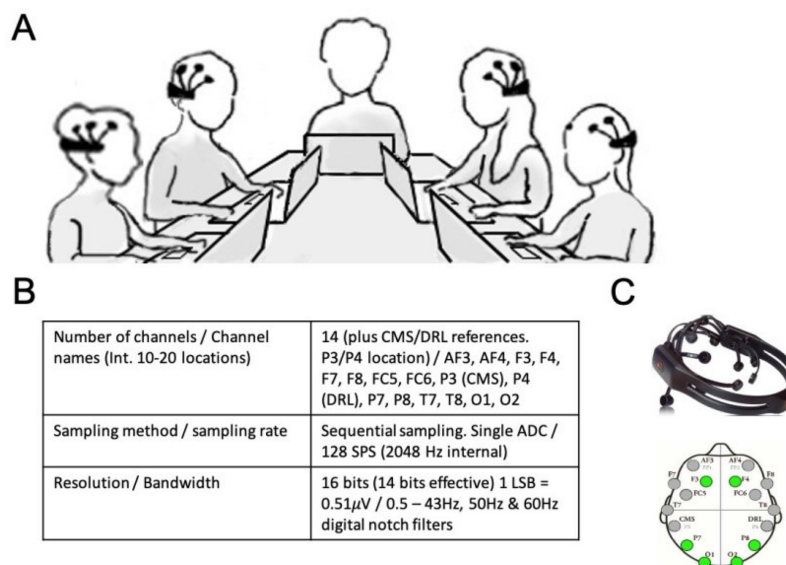 A
B
Number of channels / Channel
names (Int. 10-20 locations)
14 (plus CMS/DRL references.
P3/P4 location) / AF3, AF4, F3, F4,
F7, F8, FC5, FC6, P3 (CMS), P4
(DRL), P7, P8, T7, T8, O1, O2
Sampling method / sampling rate
Sequential sampling. Single ADC /
128 SPS (2048 Hz internal)
Resolution / Bandwidth
16 bits (14 bits effective) 1 LSB =
0.51μV / 0.5 – 43Hz, 50Hz & 60Hz
digital notch filters
C
AF3 AF4
F7 F3 F4 F8
FC5 FC6
T7 T8
CMS DRL
P7 P8
O1 O2